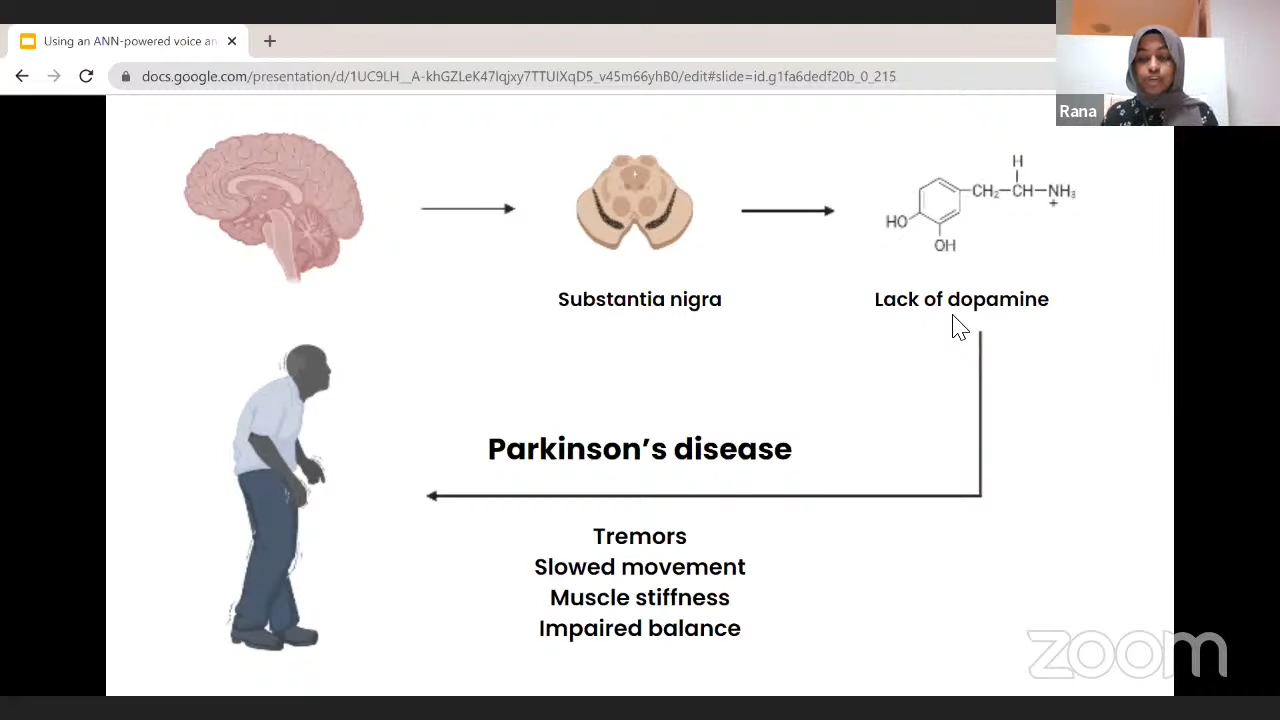 Using an ANN-powered voice an
docs.google.com/presentation/d/1UC9LH__A-khGZLeK47lqjxy7TTUIXqD5_v45m66yhB0/edit#slide=id.g1fa6dedf20b_0_215
Rana
H
CH₂—CH—NH₃
+
HO
OH
Substantia nigra
Lack of dopamine
Parkinson’s disease
Tremors
Slowed movement
Muscle stiffness
Impaired balance
zoom